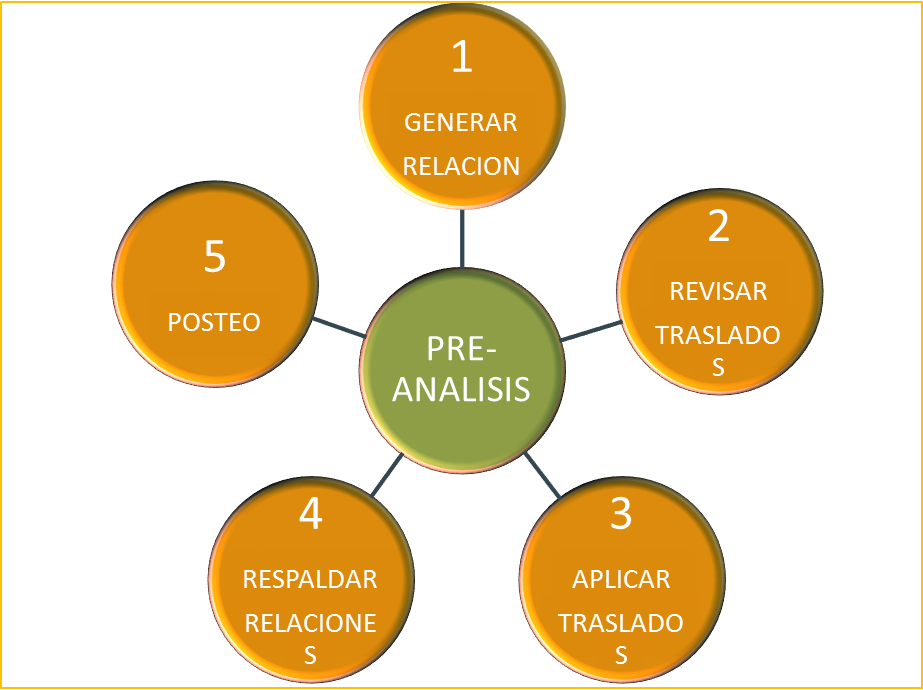 1
GENERAR
RELACION
2
REVISAR
TRASLADO
S
3
APLICAR
TRASLADO
S
4
RESPALDAR
RELACIONE
S
5
POSTEO
PRE-
ANALISIS